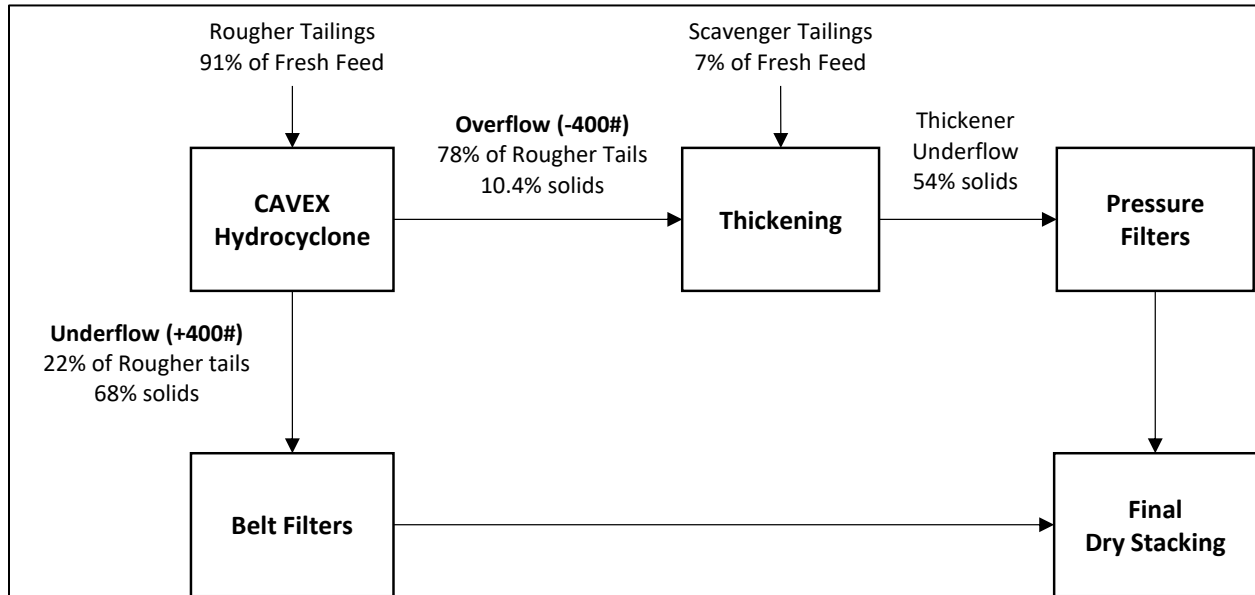 Rougher Tailings
91% of Fresh Feed
Scavenger Tailings
7% of Fresh Feed
Overflow (-400#)
78% of Rougher Tails
10.4% solids
Thickener
Underflow
54% solids
CAVEX
Hydrocyclone
Thickening
Pressure
Filters
Underflow (+400#)
22% of Rougher tails
68% solids
Belt Filters
Final
Dry Stacking